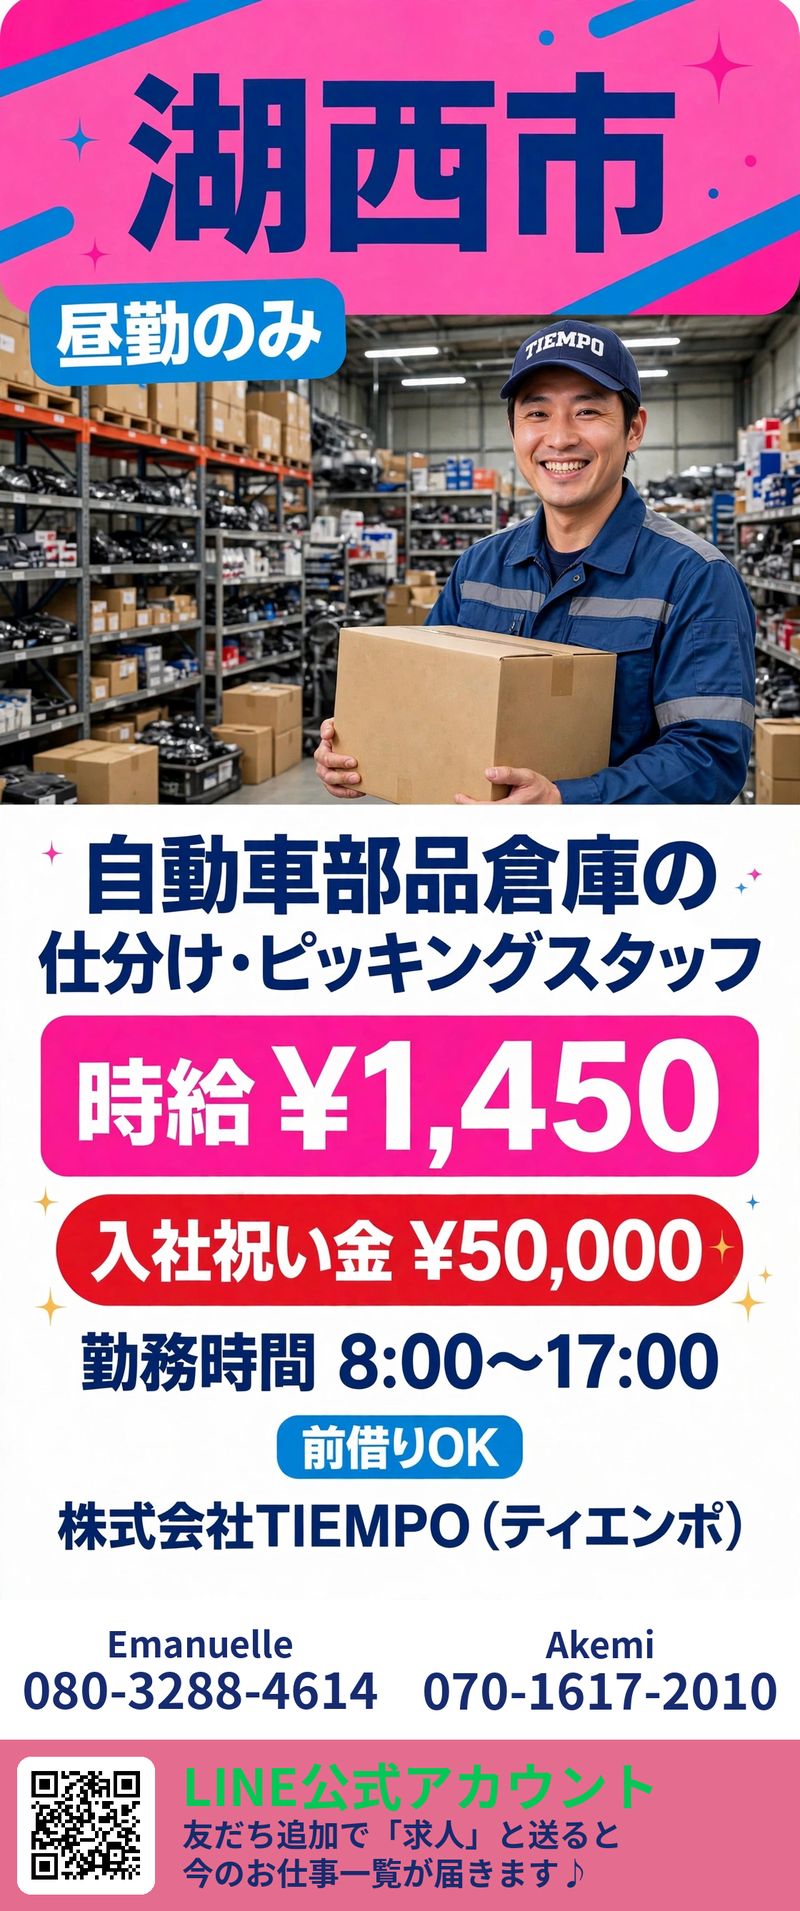 湖西市
昼勤のみ
TIEMPO
自動車部品倉庫の
仕分け・ピッキングスタッフ
時給 ¥1,450
入社祝い金 ¥50,000
勤務時間 8:00～17:00
前借りOK
株式会社TIEMPO（ティエンポ）
Emanuelle
080-3288-4614
Akemi
070-1617-2010
LINE公式アカウント
友だち追加で「求人」と送ると
今のお仕事一覧が届きます♪